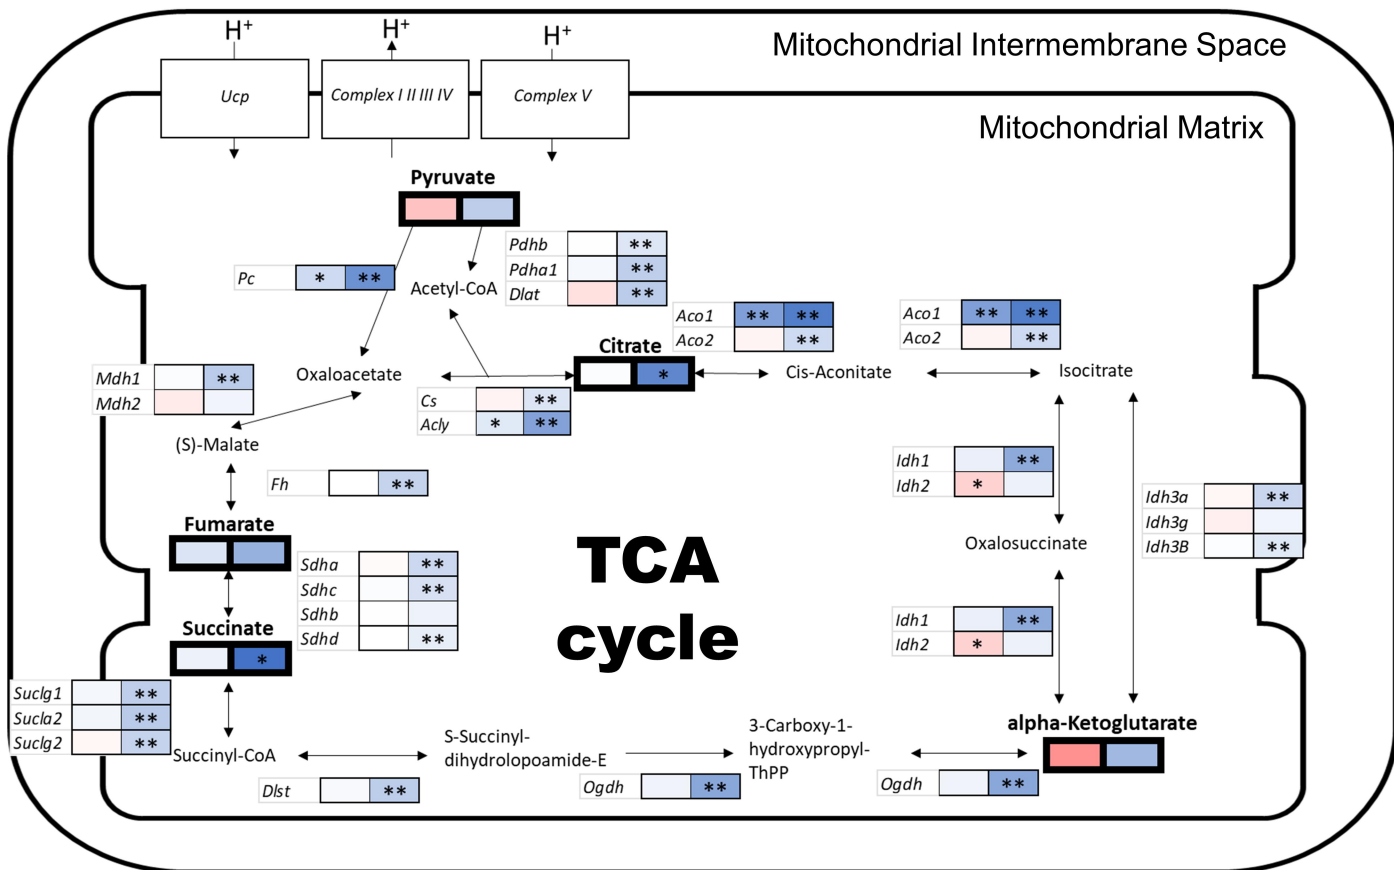 H+
H+
H+
Mitochondrial Intermembrane Space
Ucp
Complex I II III IV
Complex V
Mitochondrial Matrix
Pyruvate
Pdhb **
Pdha1 **
Dlat **
Pc * **
Acetyl-CoA
Aco1 ** **
Aco2 **
Aco1 ** **
Aco2 **
Citrate
*
Mdh1 **
Mdh2
Oxaloacetate
Cis-Aconitate
Isocitrate
Cs **
Acly * **
(S)-Malate
Fh **
Idh1 **
Idh2 *
Idh3a **
Idh3g
Idh3B **
Fumarate
Sdha **
Sdhc **
Sdhb
Sdhd **
TCA
cycle
Oxalosuccinate
Idh1 **
Idh2 *
Succinate
*
Suclg1 **
Sucla2 **
Suclg2 **
Succinyl-CoA
S-Succinyl-
dihydrolopoamide-E
3-Carboxy-1-
hydroxypropyl-
ThPP
alpha-Ketoglutarate
Dlst **
Ogdh **
Ogdh **